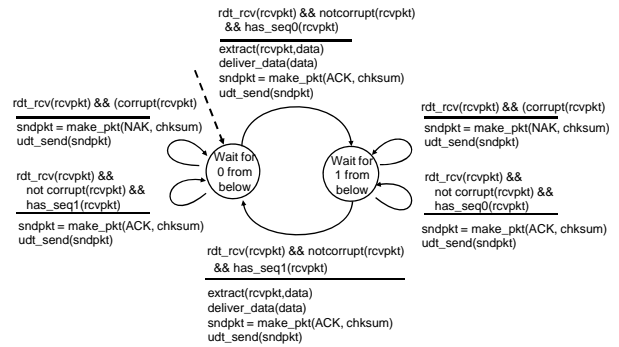 rdt_rcv(rcvpkt) && notcorrupt(rcvpkt)
&& has_seq0(rcvpkt)
extract(rcvpkt,data)
deliver_data(data)
sndpkt = make_pkt(ACK, chksum)
udt_send(sndpkt)
rdt_rcv(rcvpkt) && (corrupt(rcvpkt)
sndpkt = make_pkt(NAK, chksum)
udt_send(sndpkt)
rdt_rcv(rcvpkt) &&
not corrupt(rcvpkt) &&
has_seq1(rcvpkt)
sndpkt = make_pkt(ACK, chksum)
udt_send(sndpkt)
Wait for
0 from
below
Wait for
1 from
below
rdt_rcv(rcvpkt) && (corrupt(rcvpkt)
sndpkt = make_pkt(NAK, chksum)
udt_send(sndpkt)
rdt_rcv(rcvpkt) &&
not corrupt(rcvpkt) &&
has_seq0(rcvpkt)
sndpkt = make_pkt(ACK, chksum)
udt_send(sndpkt)
rdt_rcv(rcvpkt) && notcorrupt(rcvpkt)
&& has_seq1(rcvpkt)
extract(rcvpkt,data)
deliver_data(data)
sndpkt = make_pkt(ACK, chksum)
udt_send(sndpkt)